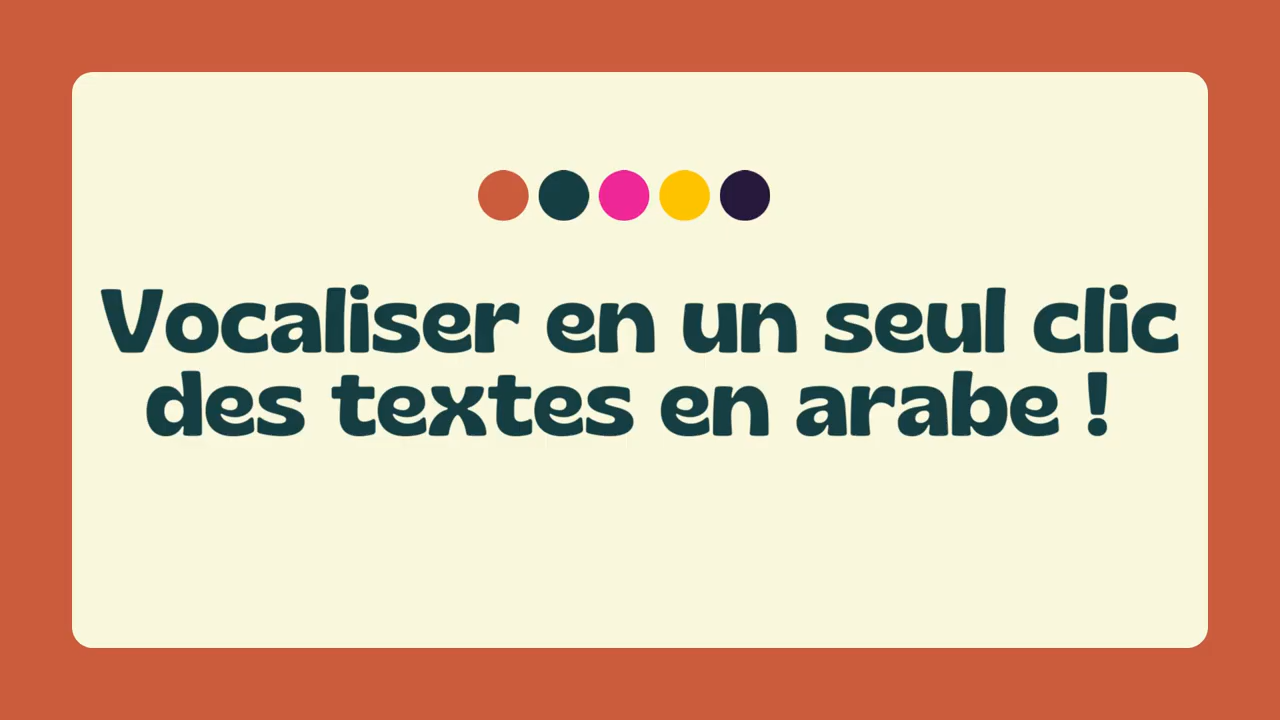 Vocaliser en un seul clic
des textes en arabe !